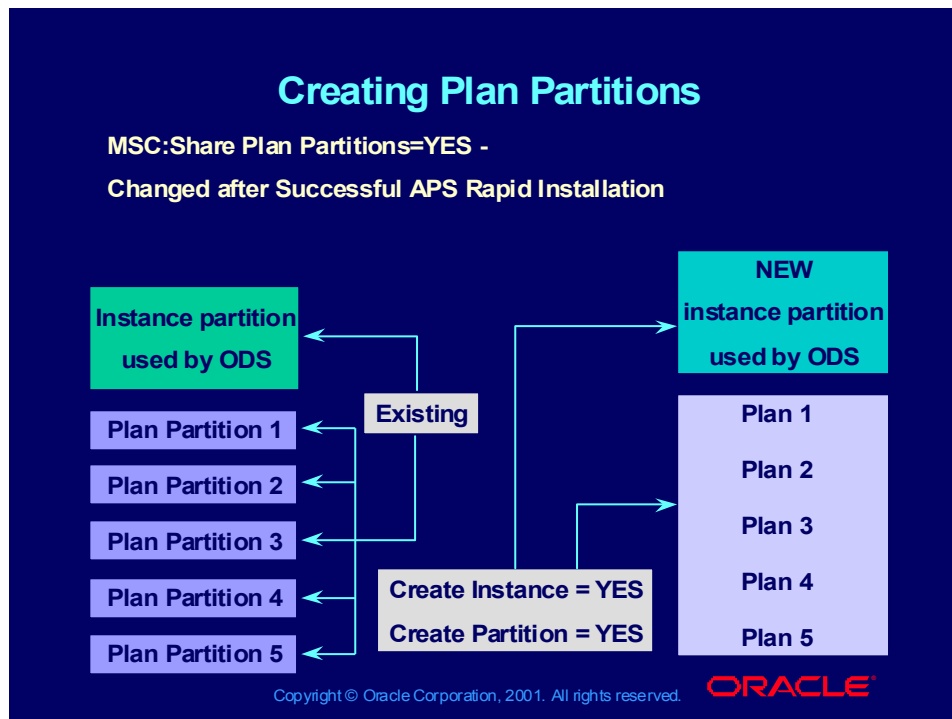 Creating Plan Partitions
MSC:Share Plan Partitions=YES -
Changed after Successful APS Rapid Installation
Instance partition
used by ODS
Plan Partition 1
Plan Partition 2
Plan Partition 3
Plan Partition 4
Plan Partition 5
Existing
Create Instance = YES
Create Partition = YES
NEW
instance partition
used by ODS
Plan 1
Plan 2
Plan 3
Plan 4
Plan 5
Copyright © Oracle Corporation, 2001. All rights reserved.
ORACLE